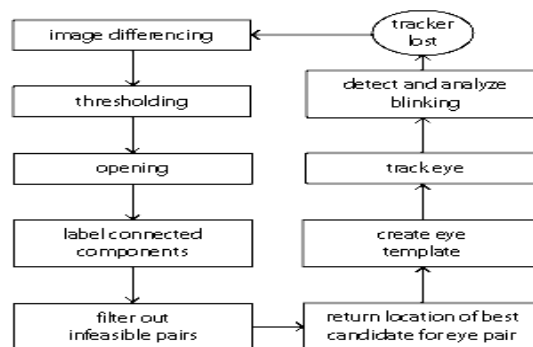 image differencing
thresholding
opening
label connected
components
filter out
infeasible pairs
return location of best
candidate for eye pair
create eye
template
track eye
detect and analyze
blinking
tracker
lost